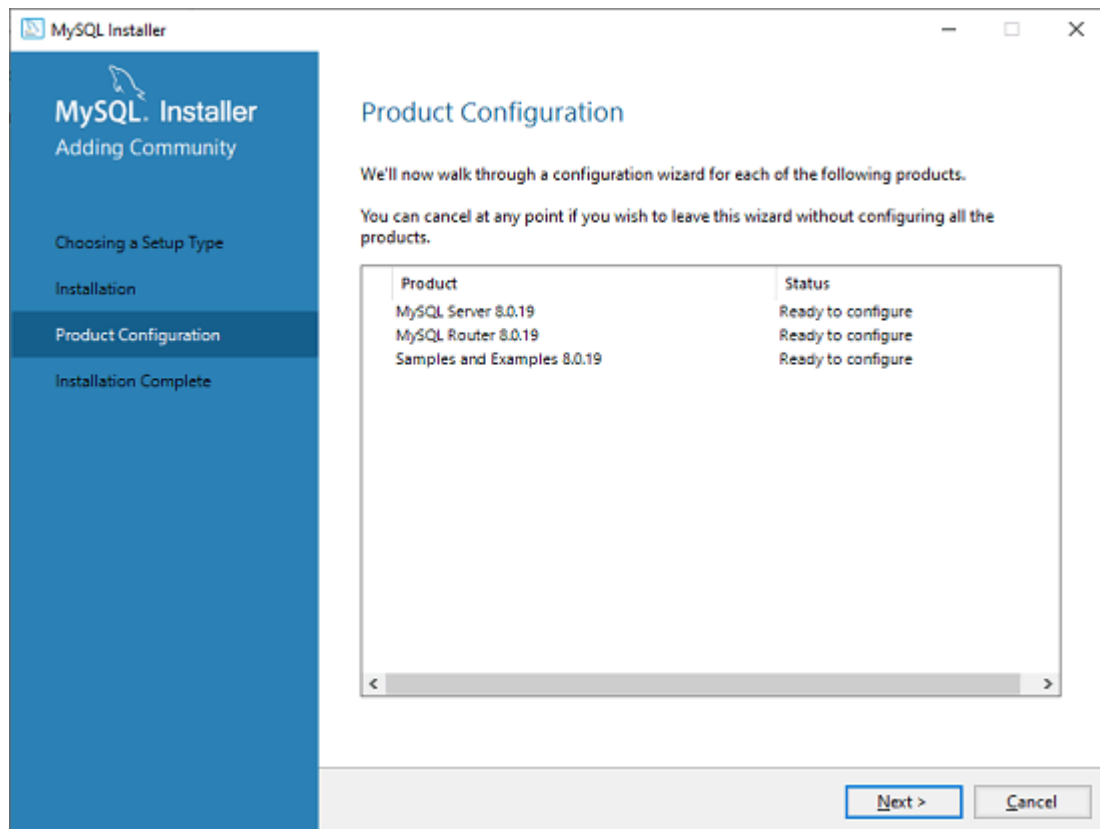 MySQL Installer
MySQL. Installer
Adding Community
Choosing a Setup Type
Installation
Product Configuration
Installation Complete
Product Configuration
We'll now walk through a configuration wizard for each of the following products.
You can cancel at any point if you wish to leave this wizard without configuring all the
products.
Product Status
MySQL Server 8.0.19 Ready to configure
MySQL Router 8.0.19 Ready to configure
Samples and Examples 8.0.19 Ready to configure
Next > Cancel